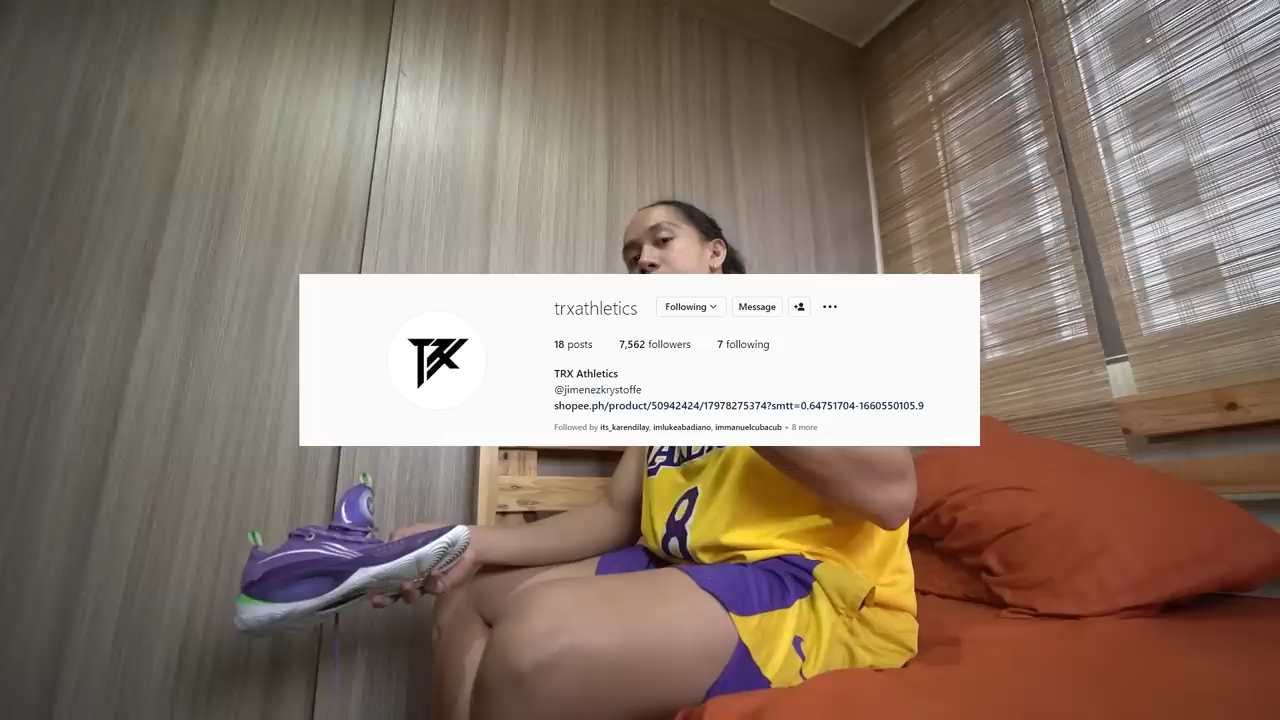 trxathletics Following Message
18 posts 7,562 followers 7 following
TRX Athletics
@jimenezkrystoffe
shopee.ph/product/50942424/17978275374?smtt=0.64751704-1660550105.9
Followed by its_karendilay, imlukeabadiano, immanuelcubacub + 8 more
TRX
8